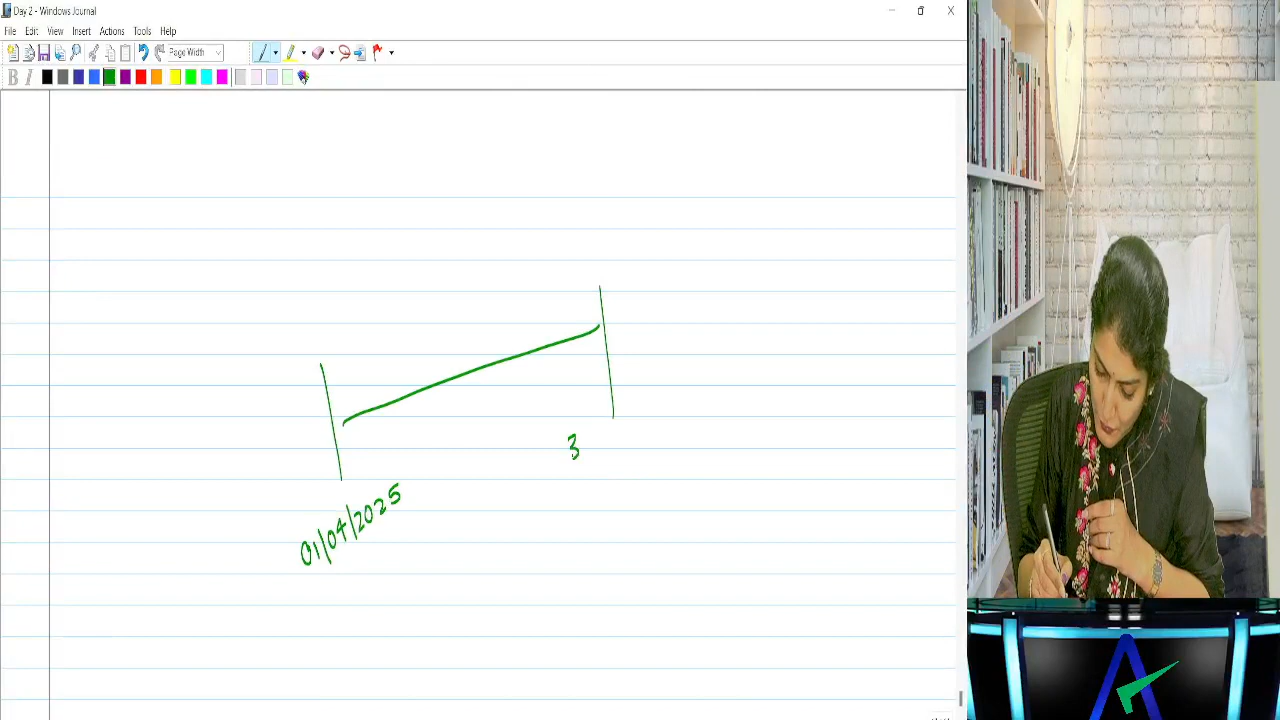 Day 2 - Windows Journal
File Edit View Insert Actions Tools Help
Page Width
B I
3
01/04/2025